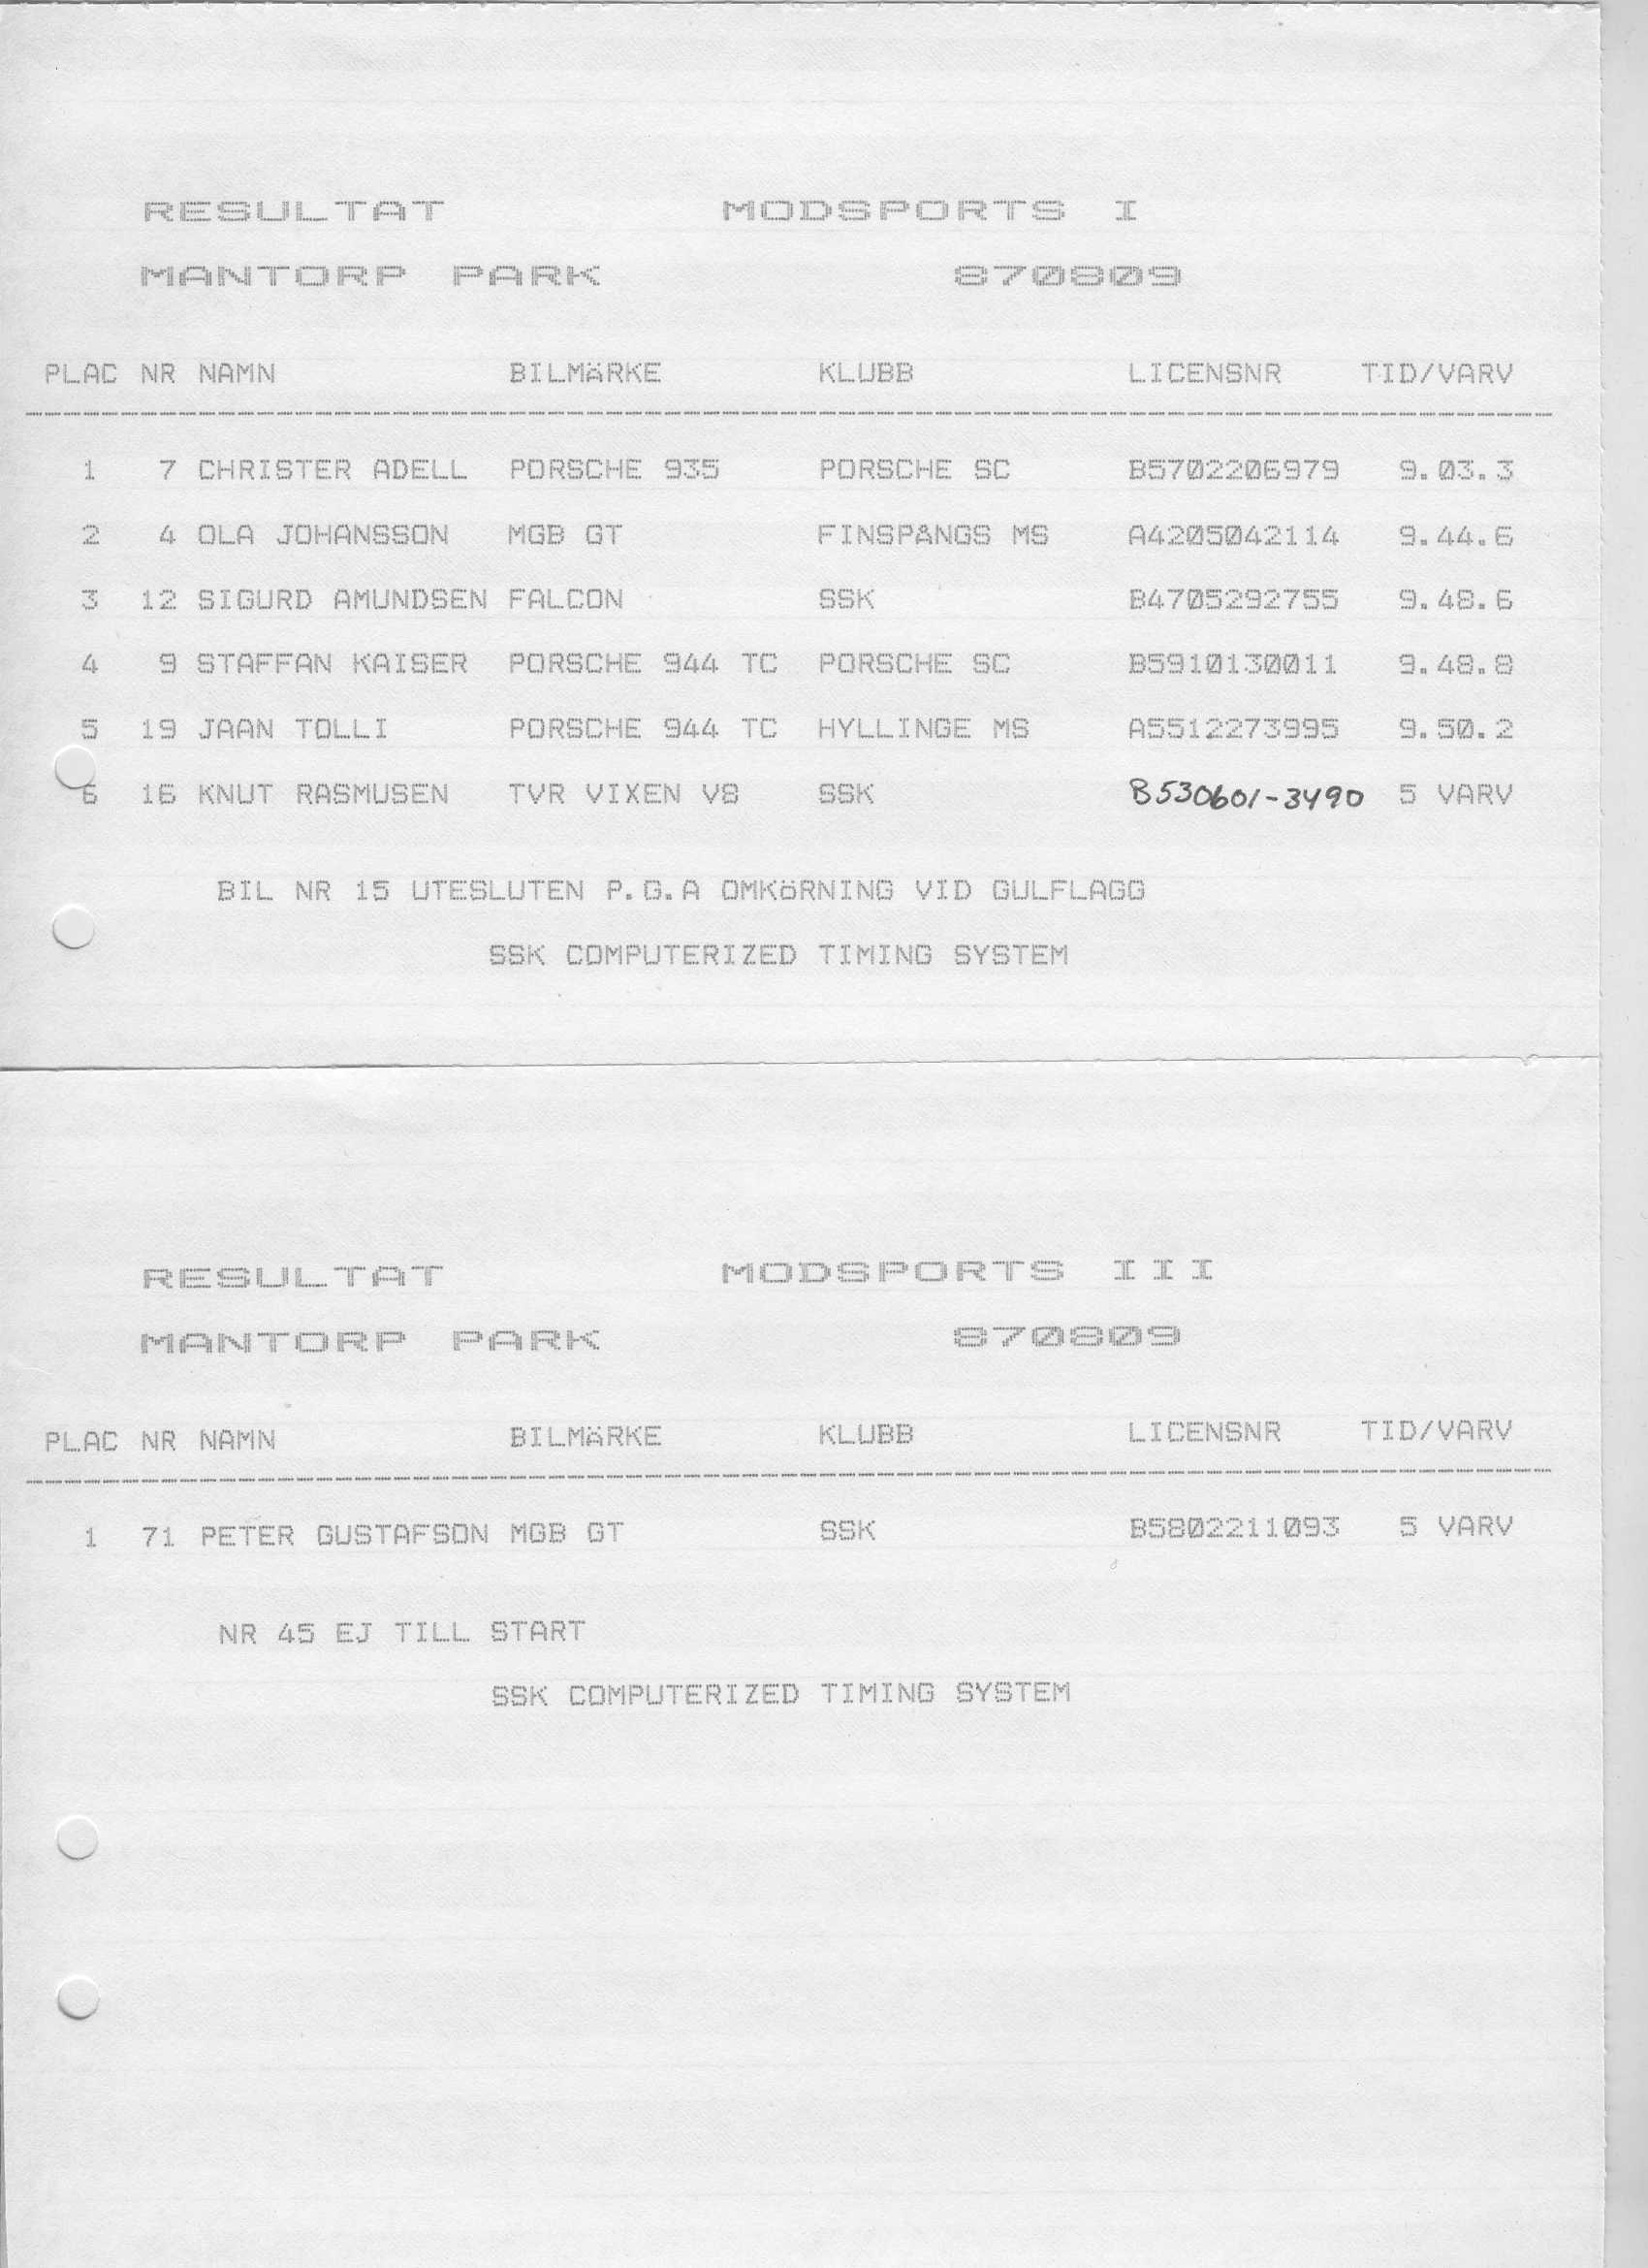 RESULTAT MODSPORTS I
MANTORP PARK 870809
PLAC NR NAMN BILMÄRKE KLUBB LICENSNR TID/VARV
1 7 CHRISTER ADELL PORSCHE 935 PORSCHE SC B5702206979 9.03.3
2 4 OLA JOHANSSON MGB GT FINSPÅNGS MS A4205042114 9.44.6
3 12 SIGURD AMUNDSEN FALCON SSK B4705292755 9.48.6
4 9 STAFFAN KAISER PORSCHE 944 TC PORSCHE SC B5910130011 9.48.8
5 19 JAAN TOLLI PORSCHE 944 TC HYLLINGE MS A5512273995 9.50.2
6 16 KNUT RASMUSEN TVR VIXEN V8 SSK B530601-3490 5 VARV
BIL NR 15 UTESLUTEN P.G.A OMKÖRNING VID GULFLAGG
SSK COMPUTERIZED TIMING SYSTEM
RESULTAT MODSPORTS III
MANTORP PARK 870809
PLAC NR NAMN BILMÄRKE KLUBB LICENSNR TID/VARV
1 71 PETER GUSTAFSON MGB GT SSK B5802211093 5 VARV
NR 45 EJ TILL START
SSK COMPUTERIZED TIMING SYSTEM